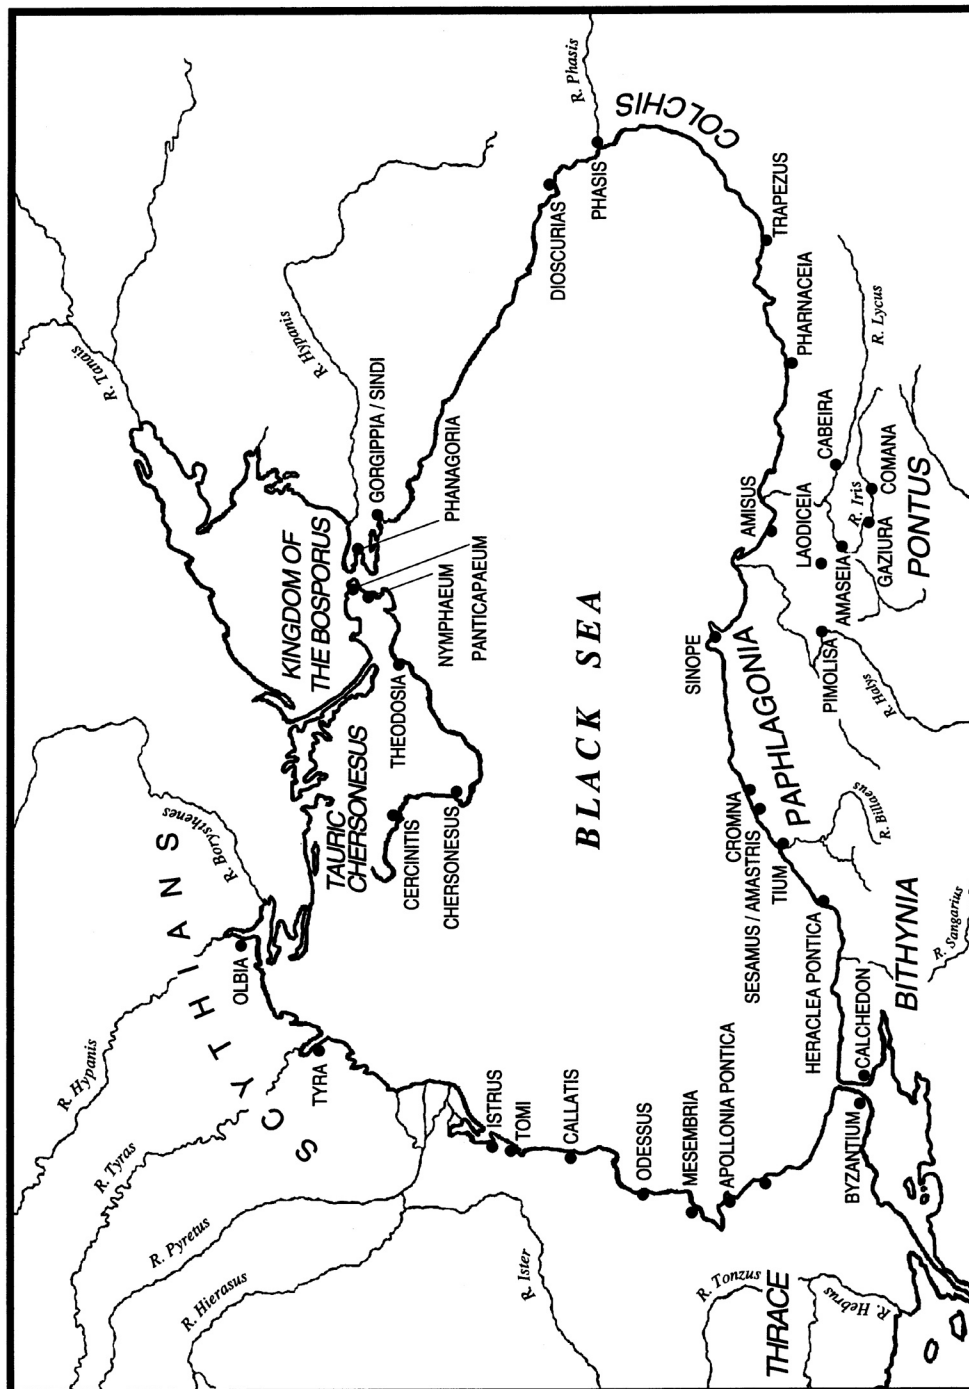 R. Phasis
COLCHIS
PHASIS
DIOSCURIAS
TRAPEZUS
PHARNACEIA
R. Lycus
R. Tanais
R. Hypanis
GORGIPPIA / SINDI
PHANAGORIA
KINGDOM OF
THE BOSPORUS
NYMPHAEUM
PANTICAPAEUM
THEODOSIA
TAURIC
CHERSONESUS
CERCINITIS
CHERSONESUS
BLACK SEA
AMISUS
CABEIRA
LAODICEIA
R. Iris
COMANA
AMASEIA
GAZIURA
PONTUS
SINOPE
PIMOLISA
R. Halys
PAPHLAGONIA
CROMNA
SESAMUS / AMASTRIS
TIUM
R. Billaeus
HERACLEA PONTICA
R. Sangarius
BITHYNIA
CALCHEDON
BYZANTIUM
R. Borysthenes
SCYTHIANS
OLBIA
R. Hypanis
TYRA
R. Tyras
R. Pyretus
R. Hierasus
ISTRUS
TOMI
CALLATIS
ODESSUS
MESEMBRIA
APOLLONIA PONTICA
R. Ister
R. Tonzus
THRACE
R. Hebrus